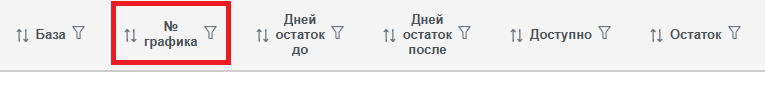 База
№
графика
Дней
остаток
до
Дней
остаток
после
Доступно
Остаток